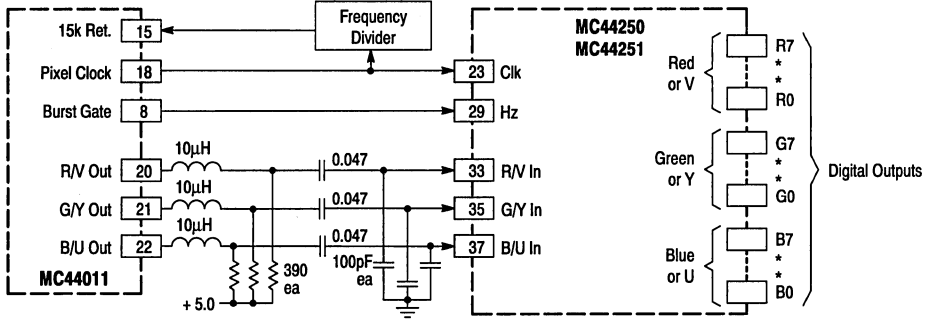 Frequency
Divider
MC44250
MC44251
15k Ret.
15
Pixel Clock
18
23
Clk
Burst Gate
8
29
Hz
R/V Out
20
10μH
0.047
33
R/V In
G/Y Out
21
10μH
0.047
35
G/Y In
B/U Out
22
10μH
0.047
37
B/U In
MC44011
390
ea
100pF
ea
+ 5.0
Red
or V
R7
*
*
R0
Green
or Y
G7
*
*
G0
Blue
or U
B7
*
*
B0
Digital Outputs